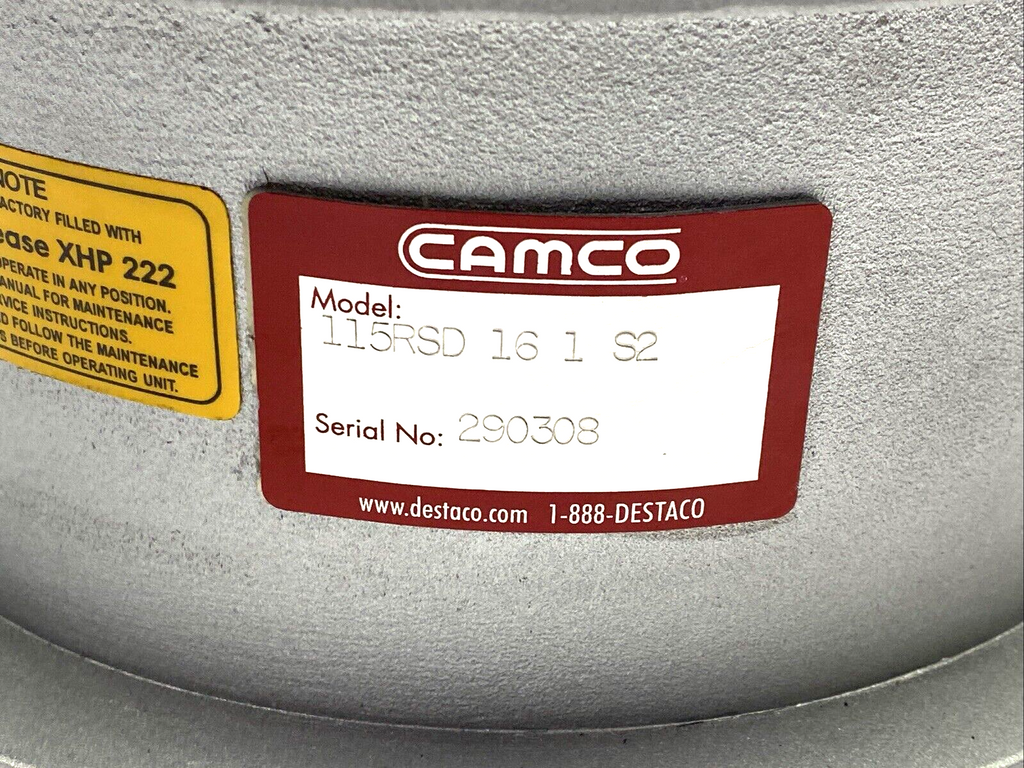 NOTE
ACTORY FILLED WITH
ease XHP 222
OPERATE IN ANY POSITION.
MANUAL FOR MAINTENANCE
VICE INSTRUCTIONS.
D FOLLOW THE MAINTENANCE
S BEFORE OPERATING UNIT.
CAMCO
Model:
115RSD 16 1 S2
Serial No: 290308
www.destaco.com 1-888-DESTACO